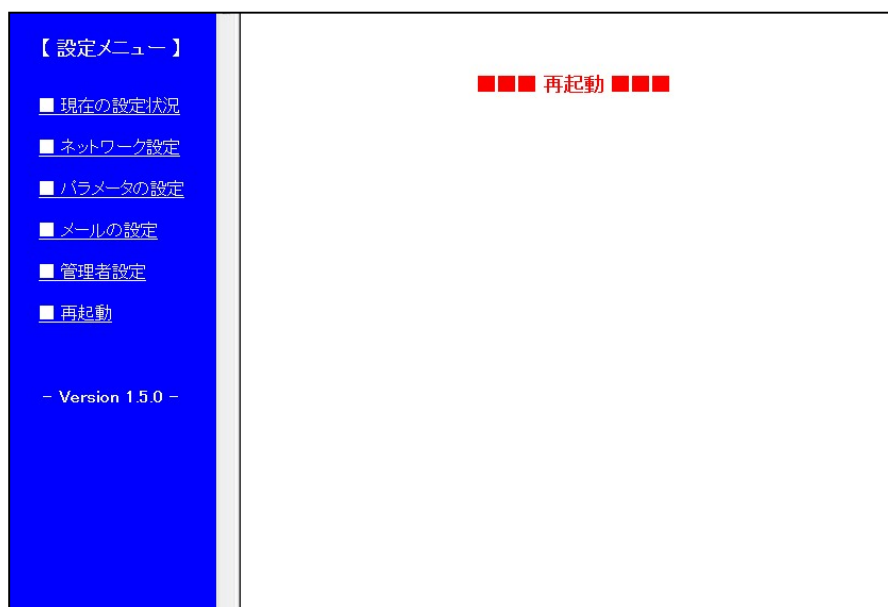 【 設定メニュー 】
■ 現在の設定状況
■ ネットワーク設定
■ パラメータの設定
■ メールの設定
■ 管理者設定
■ 再起動
− Version 1.5.0 −
■■■ 再起動 ■■■